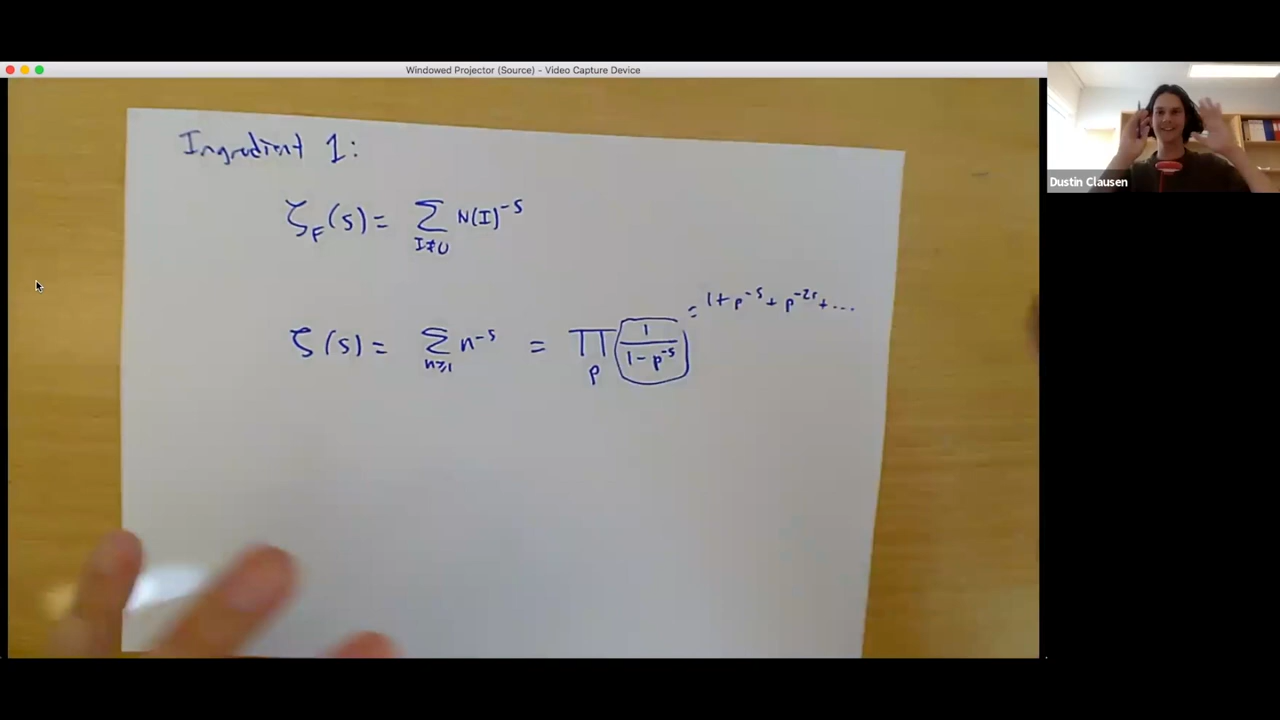 Windowed Projector (Source) - Video Capture Device
Dustin Clausen
Ingredient 1:
ζ_F(s) = Σ_{I≠0} N(I)^{-s}
ζ(s) = Σ_{n≥1} n^{-s} = ∏_p (1/(1-p^{-s})) = 1+p^{-s}+p^{-2s}+...